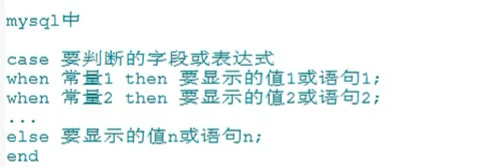 mysql中
case 要判断的字段或表达式
when 常量1 then 要显示的值1或语句1;
when 常量2 then 要显示的值2或语句2;
...
else 要显示的值n或语句n;
end